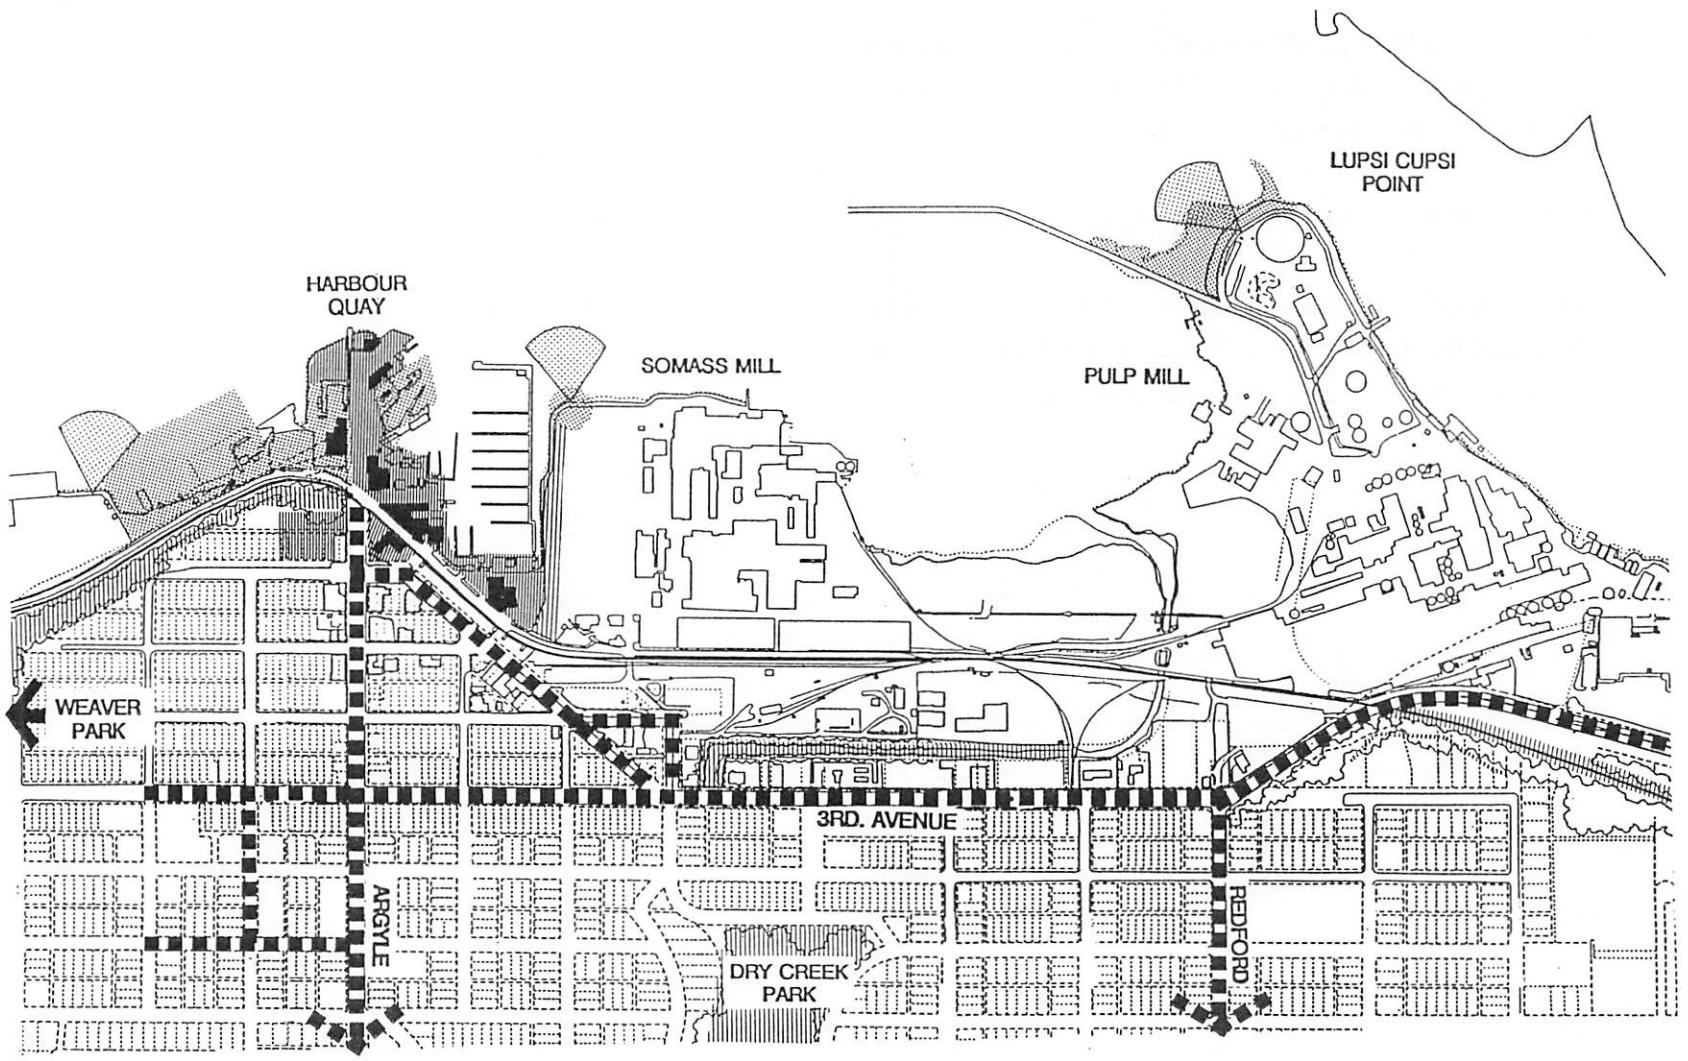 LUPSI CUPSI
POINT
HARBOUR
QUAY
SOMASS MILL
PULP MILL
WEAVER
PARK
3RD. AVENUE
ARGYLE
REDFORD
DRY CREEK
PARK